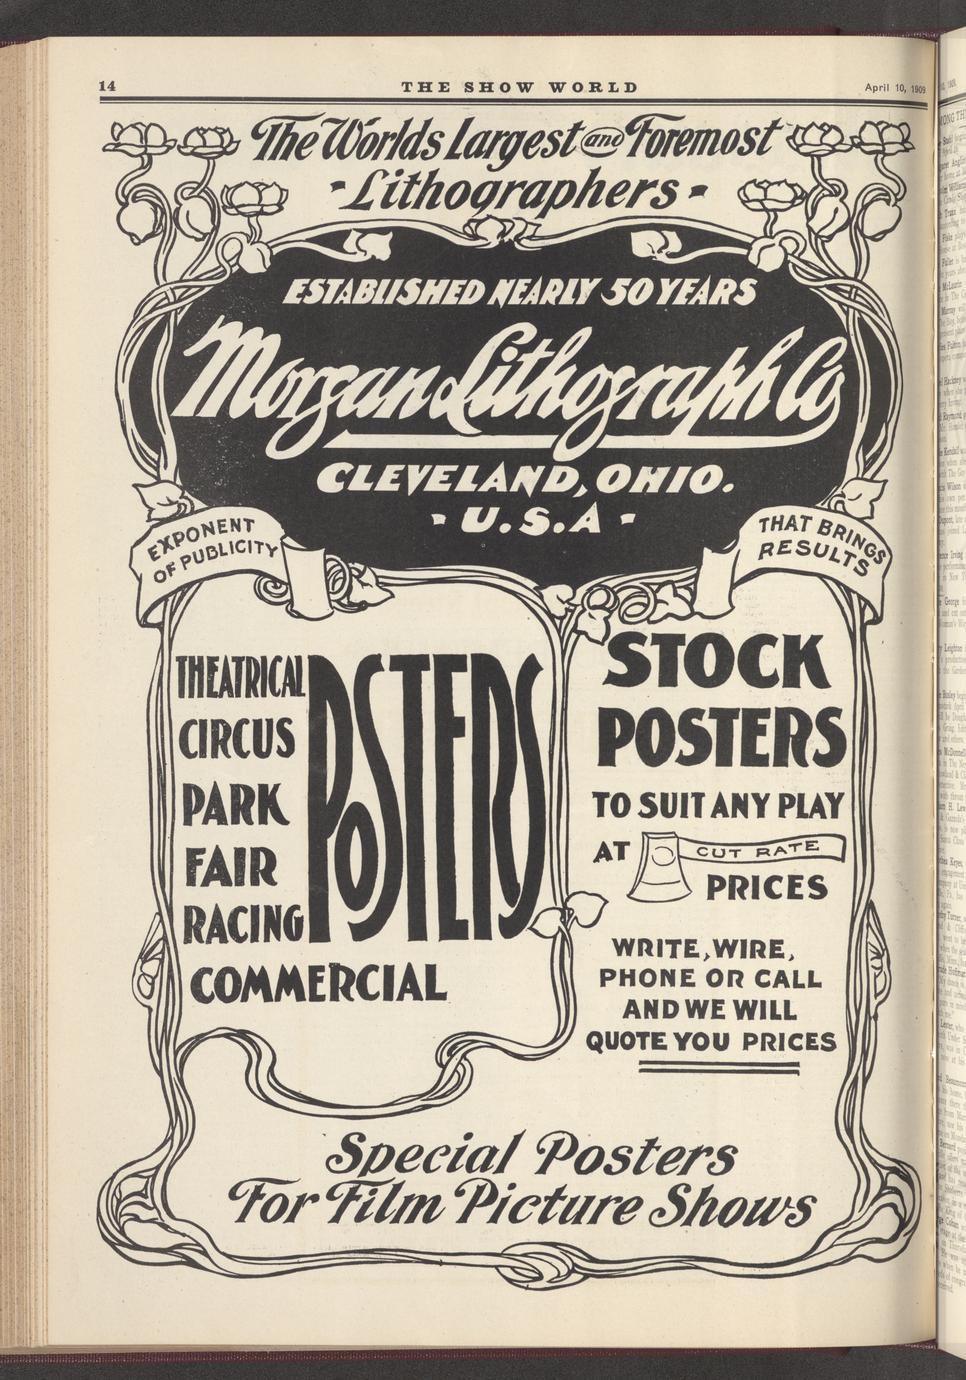 14
THE SHOW WORLD
April 10, 1909
The Worlds Largest and Foremost
- Lithographers -
ESTABLISHED NEARLY 50 YEARS
Morgan Lithograph Co
CLEVELAND, OHIO.
- U.S.A -
EXPONENT
OF PUBLICITY
THAT BRINGS
RESULTS
THEATRICAL
CIRCUS
PARK
FAIR
RACING
COMMERCIAL
POSTERS
STOCK
POSTERS
TO SUIT ANY PLAY
AT CUT RATE
PRICES
WRITE, WIRE,
PHONE OR CALL
AND WE WILL
QUOTE YOU PRICES
Special Posters
For Film Picture Shows